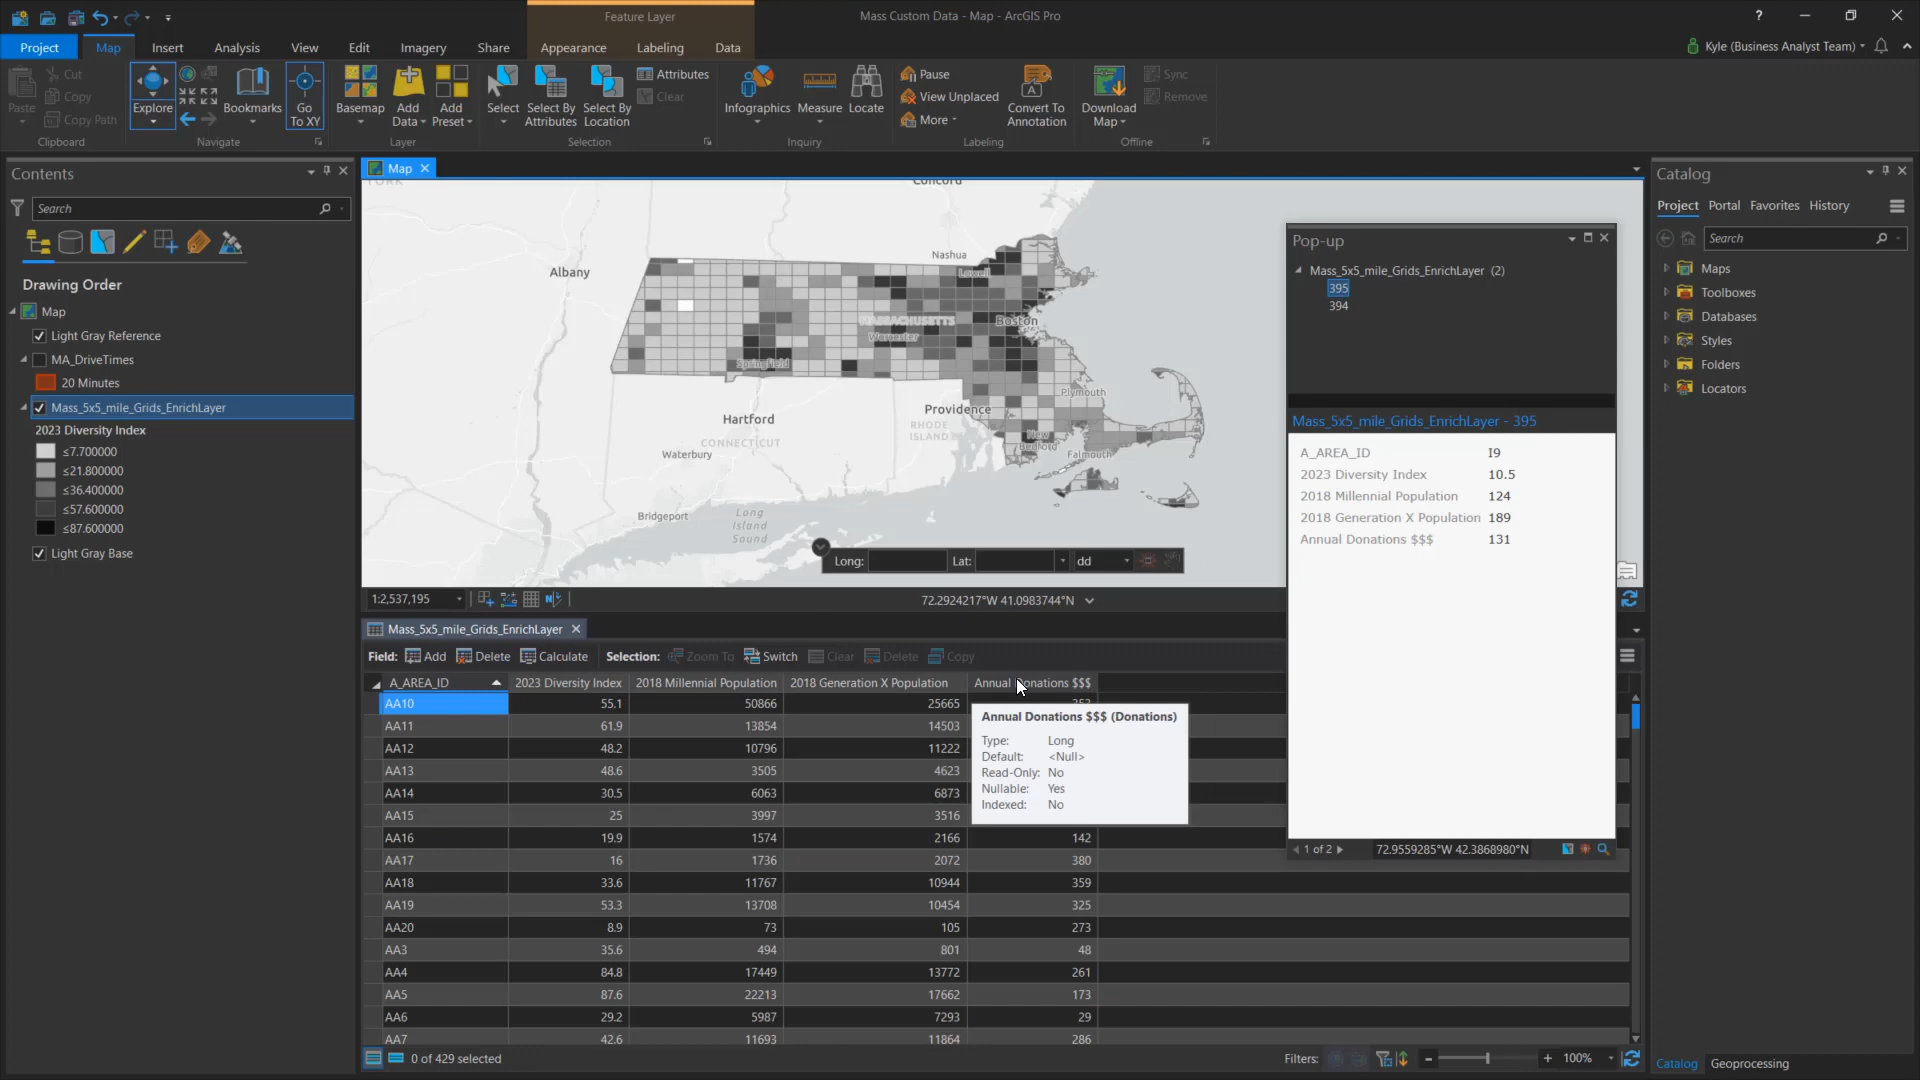 Feature Layer
Mass Custom Data - Map - ArcGIS Pro
?
Project
Map
Insert
Analysis
View
Edit
Imagery
Share
Appearance
Labeling
Data
Kyle (Business Analyst Team)
Paste
Cut
Copy
Copy Path
Clipboard
Explore
Bookmarks
Go To XY
Navigate
Basemap
Add Data
Add Preset
Layer
Select
Select By Attributes
Select By Location
Attributes
Clear
Selection
Infographics
Measure
Locate
Inquiry
Pause
View Unplaced
More
Convert To Annotation
Labeling
Download Map
Sync
Remove
Offline
Contents
Search
Drawing Order
Map
Light Gray Reference
MA_DriveTimes
20 Minutes
Mass_5x5_mile_Grids_EnrichLayer
2023 Diversity Index
≤7.700000
≤21.800000
≤36.400000
≤57.600000
≤87.600000
Light Gray Base
Map
YORK
Concord
Albany
Nashua
Lowell
MASSACHUSETTS
Boston
Worcester
Springfield
Plymouth
Hartford
Providence
CONNECTICUT
RHODE ISLAND
New Bedford
Falmouth
Waterbury
Bridgeport
Long Island Sound
Long:
Lat:
dd
1:2,537,195
72.2924217°W 41.0983744°N
Pop-up
Mass_5x5_mile_Grids_EnrichLayer (2)
395
394
Mass_5x5_mile_Grids_EnrichLayer - 395
A_AREA_ID I9
2023 Diversity Index 10.5
2018 Millennial Population 124
2018 Generation X Population 189
Annual Donations $$$ 131
1 of 2
72.9559285°W 42.3868980°N
Mass_5x5_mile_Grids_EnrichLayer
Field: Add Delete Calculate Selection: Zoom To Switch Clear Delete Copy
A_AREA_ID 2023 Diversity Index 2018 Millennial Population 2018 Generation X Population Annual Donations $$$
AA10 55.1 50866 25665
AA11 61.9 13854 14503
AA12 48.2 10796 11222
AA13 48.6 3505 4623
AA14 30.5 6063 6873
AA15 25 3997 3516
AA16 19.9 1574 2166 142
AA17 16 1736 2072 380
AA18 33.6 11767 10944 359
AA19 53.3 13708 10454 325
AA20 8.9 73 105 273
AA3 35.6 494 801 48
AA4 84.8 17449 13772 261
AA5 87.6 22213 17662 173
AA6 29.2 5987 7293 29
AA7 42.6 11693 11864 286
Annual Donations $$$ (Donations)
Type: Long
Default: <Null>
Read-Only: No
Nullable: Yes
Indexed: No
0 of 429 selected
Filters:
- + 100%
Catalog
Project
Portal
Favorites
History
Search
Maps
Toolboxes
Databases
Styles
Folders
Locators
Catalog
Geoprocessing